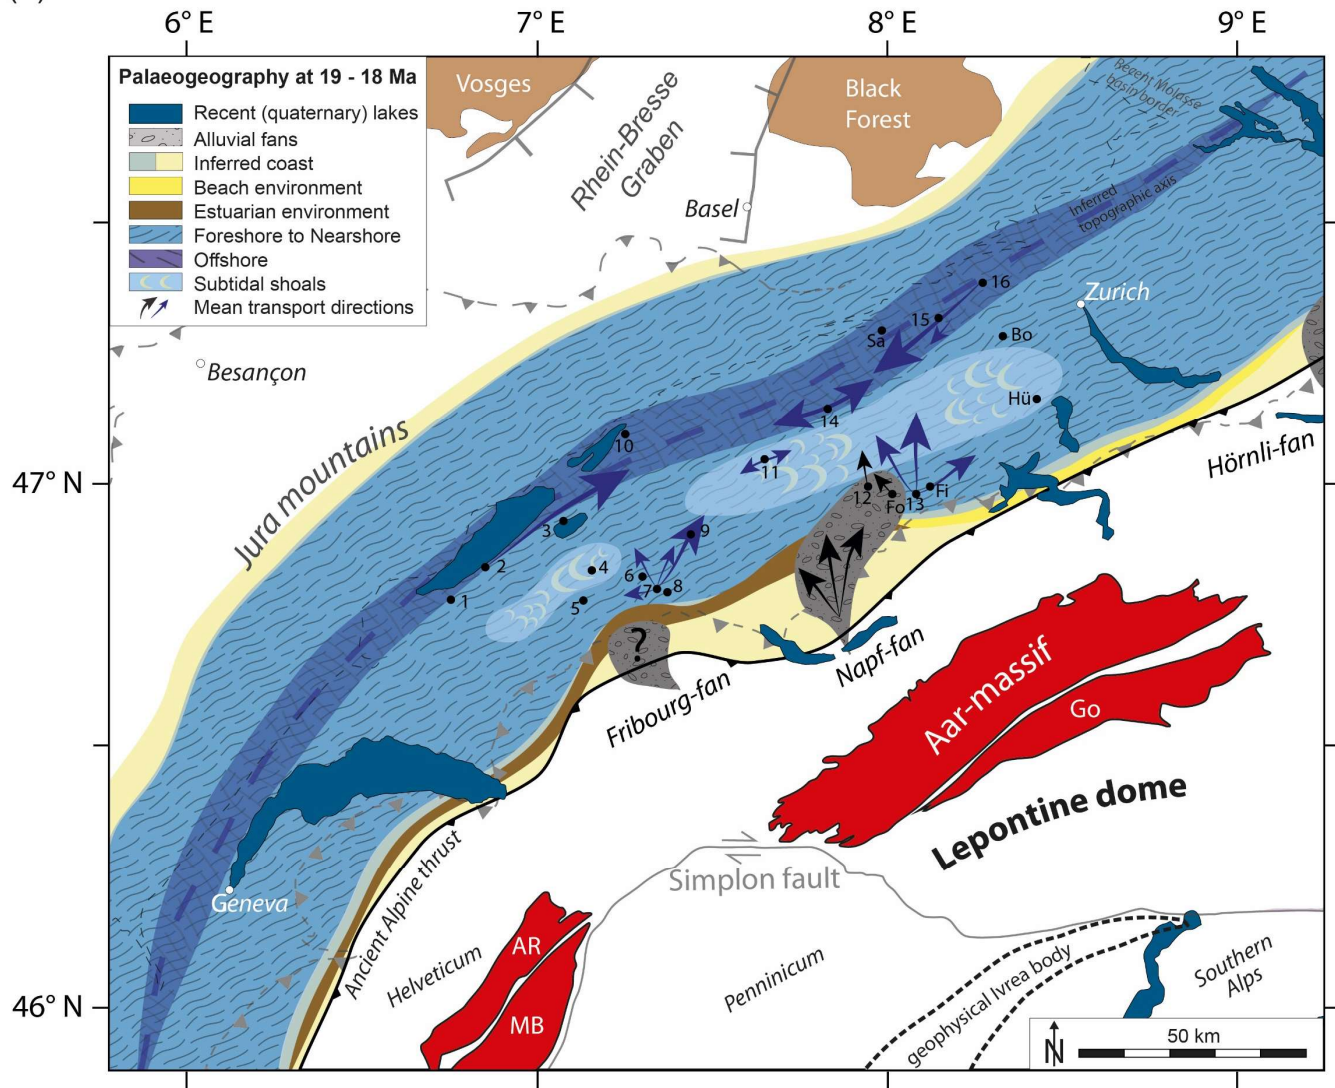 6° E
7° E
8° E
9° E
Palaeogeography at 19 - 18 Ma
Recent (quaternary) lakes
Alluvial fans
Inferred coast
Beach environment
Estuarian environment
Foreshore to Nearshore
Offshore
Subtidal shoals
Mean transport directions
Vosges
Rhein-Bresse
Graben
Black
Forest
Recent Molasse
basin border
Basel
Inferred
topographic axis
Besançon
Jura mountains
Zurich
16
15
Sa
Bo
Hü
14
10
11
47° N
12
Fo
13
Fi
Hörnli-fan
3
2
1
9
4
5
6
7
8
?
Fribourg-fan
Napf-fan
Aar-massif
Go
Lepontine dome
Simplon fault
Geneva
Ancient Alpine thrust
Helveticum
AR
MB
Penninicum
geophysical Ivrea body
Southern
Alps
46° N
N
50 km